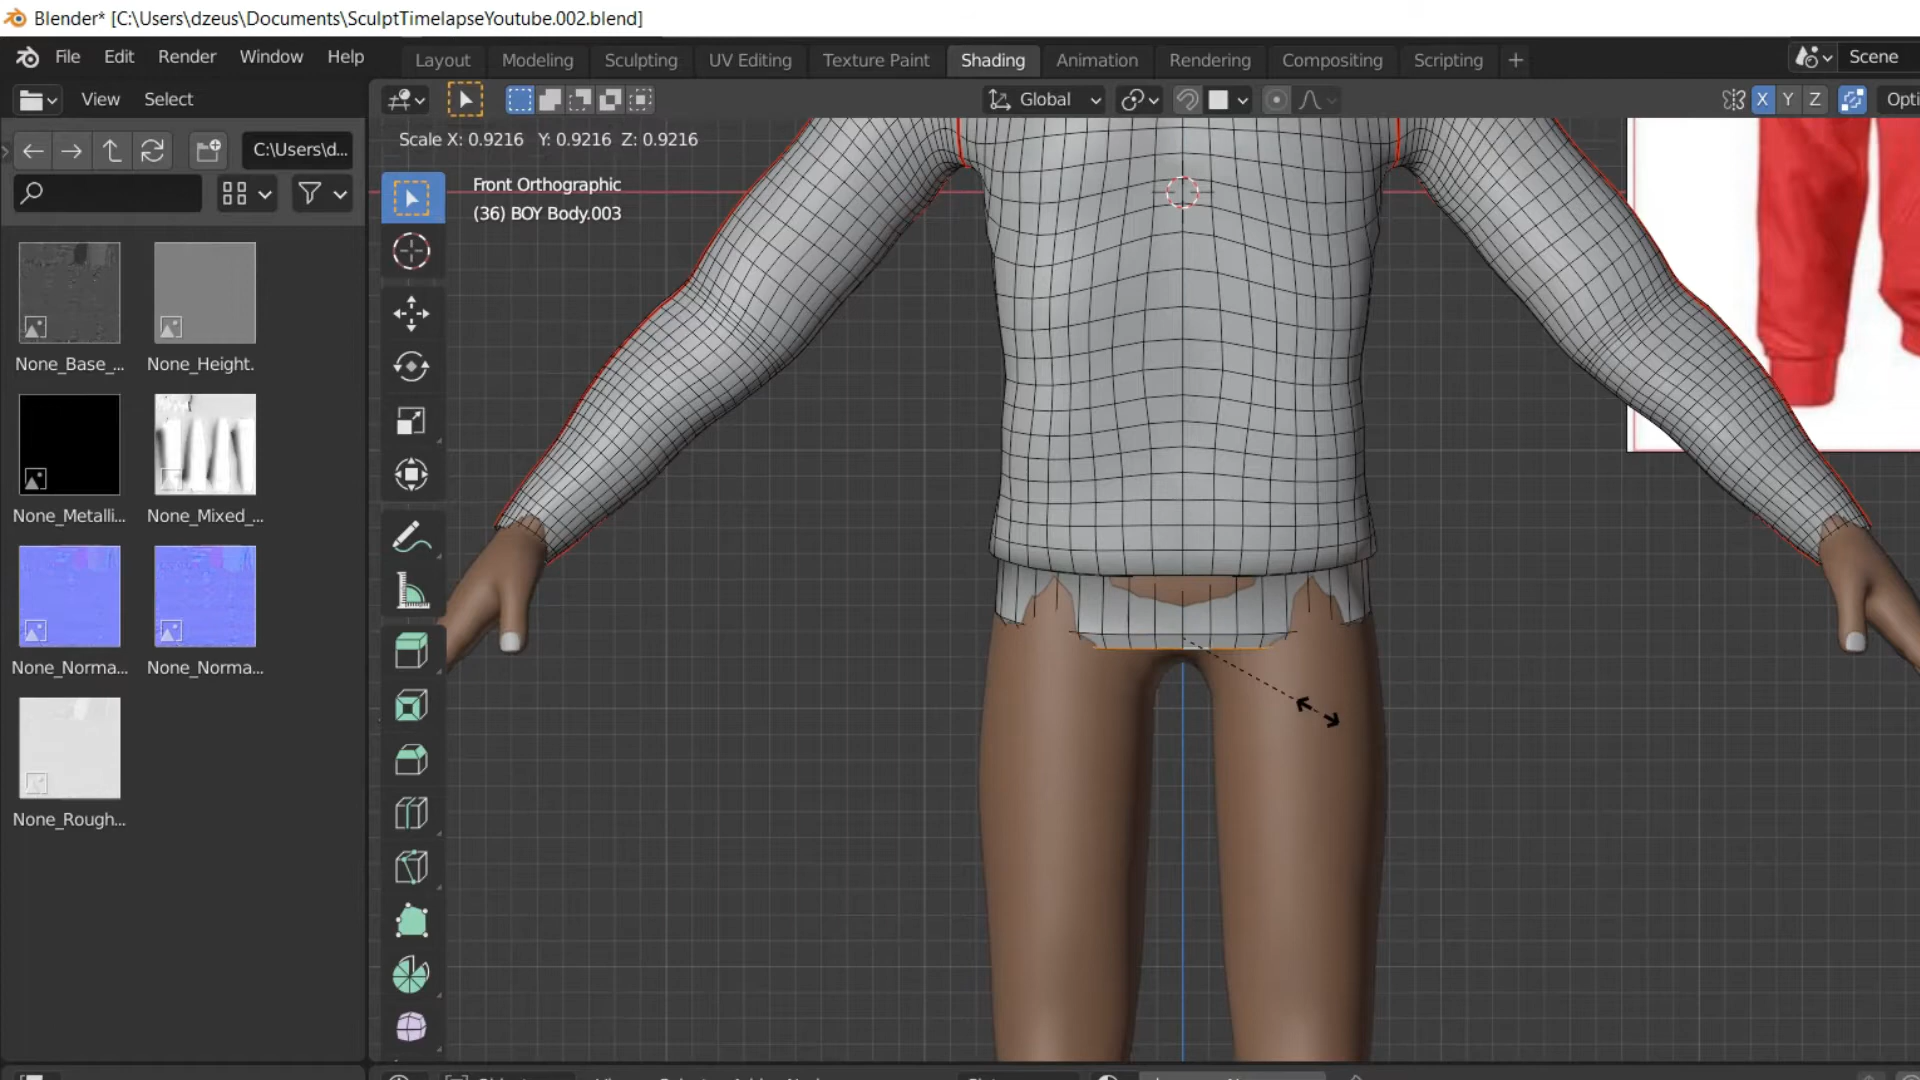 Blender* [C:\Users\dzeus\Documents\SculptTimelapseYoutube.002.blend]
File Edit Render Window Help Layout Modeling Sculpting UV Editing Texture Paint Shading Animation Rendering Compositing Scripting + Scene
View Select Global X Y Z Opti
Scale X: 0.9216 Y: 0.9216 Z: 0.9216
C:\Users\d...
Front Orthographic
(36) BOY Body.003
None_Base_... None_Height.
None_Metalli... None_Mixed_...
None_Norma... None_Norma...
None_Rough...